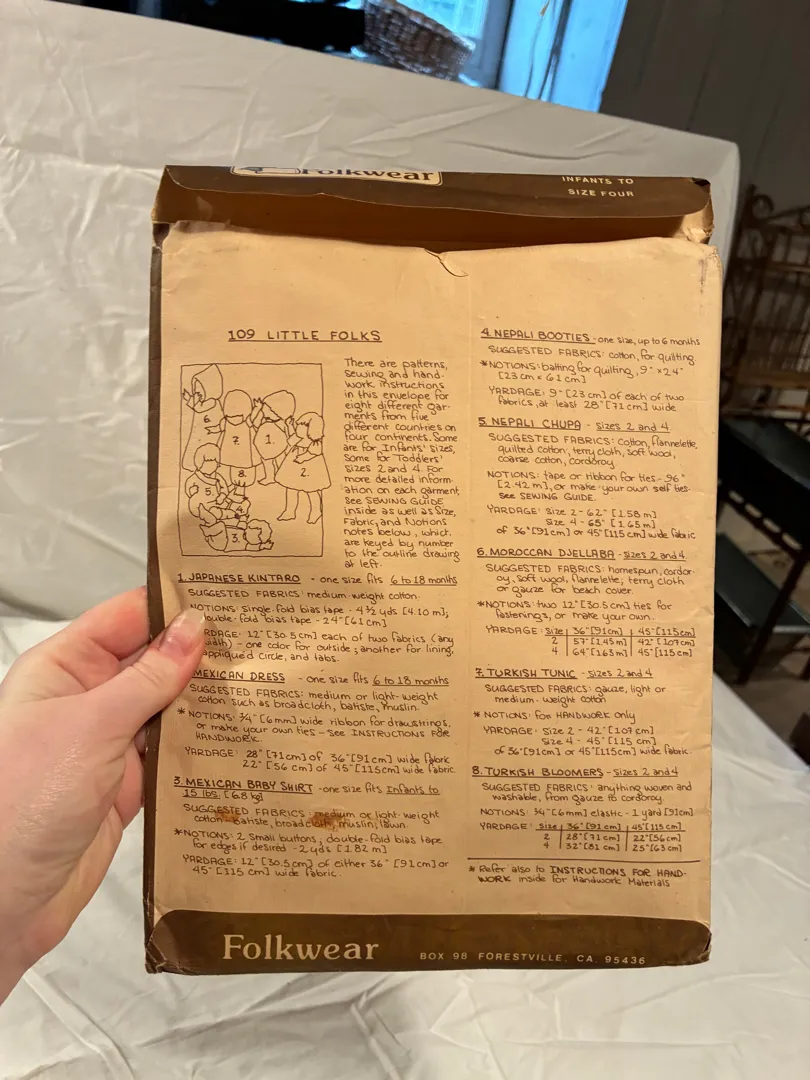 Folkwear
INFANTS TO
SIZE FOUR
109 LITTLE FOLKS
There are patterns,
sewing and hand-
work instructions
in this envelope for
eight different gar-
ments from five
different countries on
four continents. Some
are for Infants' sizes,
some for Toddlers'
sizes 2 and 4. For
more detailed inform-
ation on each garment,
see SEWING GUIDE
inside as well as Size,
Fabric, and Notions
notes below, which
are keyed by number
to the outline drawing
at left.
6.
7.
1.
2.
8.
5.
4.
3.
1. JAPANESE KINTARO - one size fits 6 to 18 months
SUGGESTED FABRICS: medium-weight cotton.
NOTIONS: single-fold bias tape - 4 1/2 yds [4.10 m];
double-fold bias tape - 24" [61 cm]
12" [30.5 cm] each of two fabrics (any
- one color for outside; another for lining,
appliqued circle, and tabs.
MEXICAN DRESS - one size fits 6 to 18 months
SUGGESTED FABRICS: medium or light-weight
cotton such as broadcloth, batiste, muslin.
* NOTIONS: 1/4" [6mm] wide ribbon for drawstrings,
or make your own ties - see INSTRUCTIONS FOR
HANDWORK.
YARDAGE: 28" [71 cm] of 36" [91 cm] wide fabric
22" [56 cm] of 45" [115 cm] wide fabric
3. MEXICAN BABY SHIRT - one size fits Infants to
15 lbs. [6.8 kg]
SUGGESTED FABRICS: medium or light-weight
cotton-batiste, broadcloth, muslin, lawn.
* NOTIONS: 2 small buttons, double-fold bias tape
for edges if desired - 2 yds [1.82 m]
YARDAGE: 12" [30.5 cm] of either 36" [91 cm] or
45" [115 cm] wide fabric.
4. NEPALI BOOTIES - one size, up to 6 months
SUGGESTED FABRICS: cotton, for quilting.
* NOTIONS: batting for quilting, 9" x 24"
[23 cm x 61 cm]
YARDAGE: 9" [23 cm] of each of two
fabrics, at least 28" [71 cm] wide
5. NEPALI CHUPA - Sizes 2 and 4
SUGGESTED FABRICS: cotton, flannelette,
quilted cotton, terry cloth, soft wool,
coarse cotton, corduroy
NOTIONS: tape or ribbon for ties - 96"
[2.42 m], or make your own self ties-
see SEWING GUIDE.
YARDAGE: Size 2 - 62" [1.58 m]
Size 4 - 65" [1.65 m]
of 36" [91 cm] or 45" [115 cm] wide fabric
6. MOROCCAN DJELLABA - Sizes 2 and 4
SUGGESTED FABRICS: homespun, cordur-
oy, soft wool, flannelette; terry cloth
or gauze for beach cover.
* NOTIONS: two 12" [30.5 cm] ties for
fastenings, or make your own.
YARDAGE: Size 36" [91 cm] 45" [115 cm]
2 57" [1.45 m] 42" [107 cm]
4 64" [1.63 m] 45" [115 cm]
7. TURKISH TUNIC - sizes 2 and 4
SUGGESTED FABRICS: gauze, light or
medium-weight cotton
* NOTIONS: for HANDWORK only
YARDAGE: Size 2 - 42" [107 cm]
Size 4 - 45" [115 cm]
of 36" [91 cm] or 45" [115 cm] wide fabric.
8. TURKISH BLOOMERS - Sizes 2 and 4
SUGGESTED FABRICS: anything woven and
washable, from gauze to corduroy.
NOTIONS: 1/4" [6mm] elastic - 1 yard [91 cm]
YARDAGE: Size 36" [91 cm] 45" [115 cm]
2 28" [71 cm] 22" [56 cm]
4 32" [81 cm] 25" [63 cm]
* Refer also to INSTRUCTIONS FOR HAND-
WORK inside for Handwork Materials
Folkwear
BOX 98 FORESTVILLE, CA. 95436